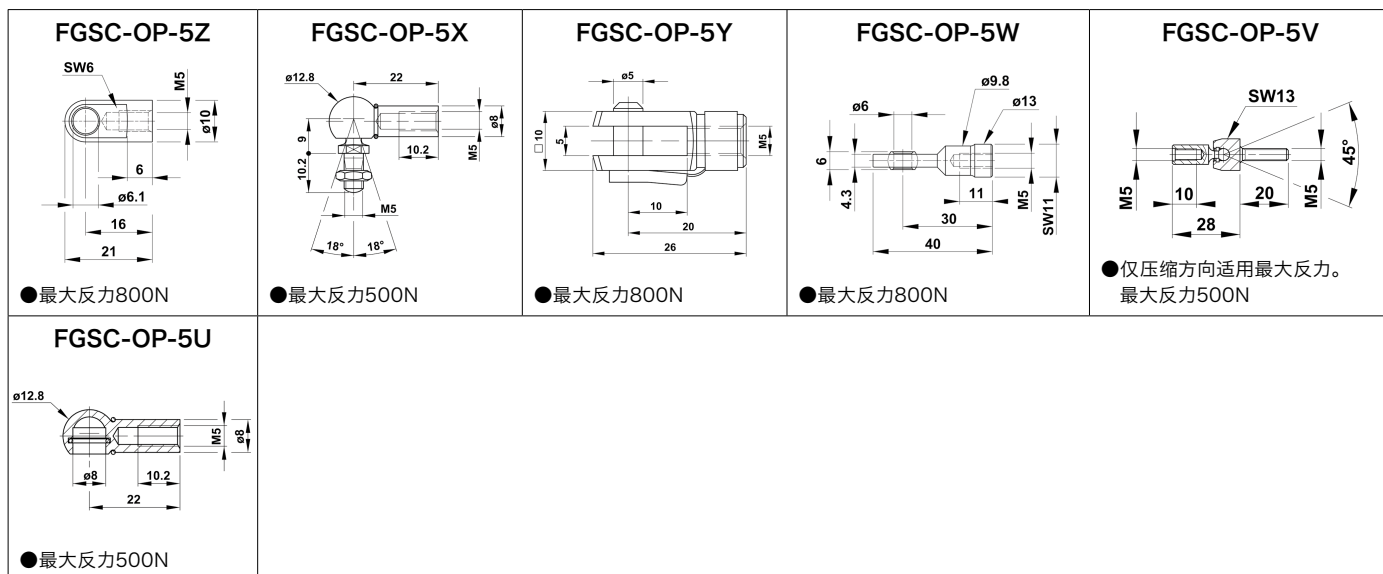 FGSC-OP-5Z
SW6
M5
ø10
6
ø6.1
16
21
●最大反力800N
FGSC-OP-5X
ø12.8
22
9
10.2
10.2
M5
ø8
M5
18°
18°
●最大反力500N
FGSC-OP-5Y
ø5
□10
5
M5
10
20
26
●最大反力800N
FGSC-OP-5W
ø9.8
ø6
ø13
6
4.3
11
M5
SW11
30
40
●最大反力800N
FGSC-OP-5V
SW13
45°
M5
10
20
M5
28
●仅压缩方向适用最大反力。
最大反力500N
FGSC-OP-5U
ø12.8
M5
ø8
ø8
10.2
22
●最大反力500N